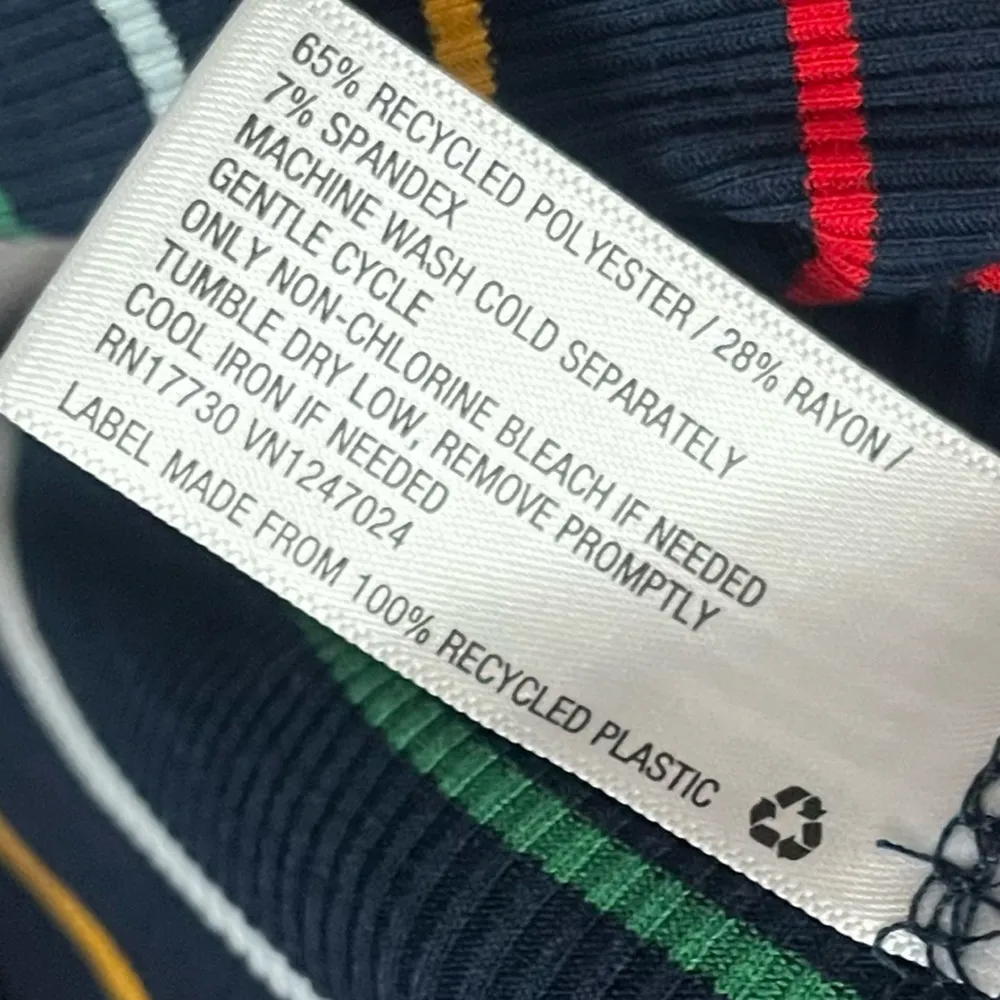 65% RECYCLED POLYESTER / 28% RAYON /
7% SPANDEX
MACHINE WASH COLD SEPARATELY
GENTLE CYCLE
ONLY NON-CHLORINE BLEACH IF NEEDED
TUMBLE DRY LOW, REMOVE PROMPTLY
COOL IRON IF NEEDED
RN17730 VN1247024
LABEL MADE FROM 100% RECYCLED PLASTIC